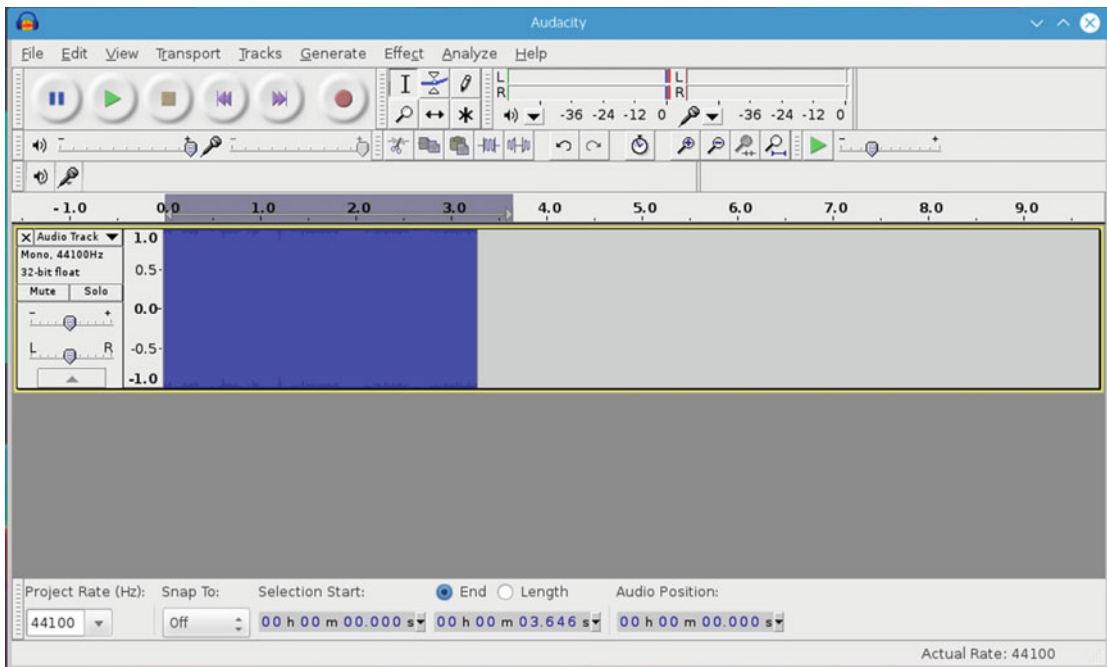 Audacity
File Edit View Transport Tracks Generate Effect Analyze Help
L
R
L
R
-36 -24 -12 0
-36 -24 -12 0
- +
-
- +
-1.0 0.0 1.0 2.0 3.0 4.0 5.0 6.0 7.0 8.0 9.0
X Audio Track
Mono, 44100Hz
32-bit float
Mute Solo
- +
L R
1.0
0.5
0.0
-0.5
-1.0
Project Rate (Hz): Snap To: Selection Start: End Length Audio Position:
44100 Off 00 h 00 m 00.000 s 00 h 00 m 03.646 s 00 h 00 m 00.000 s
Actual Rate: 44100